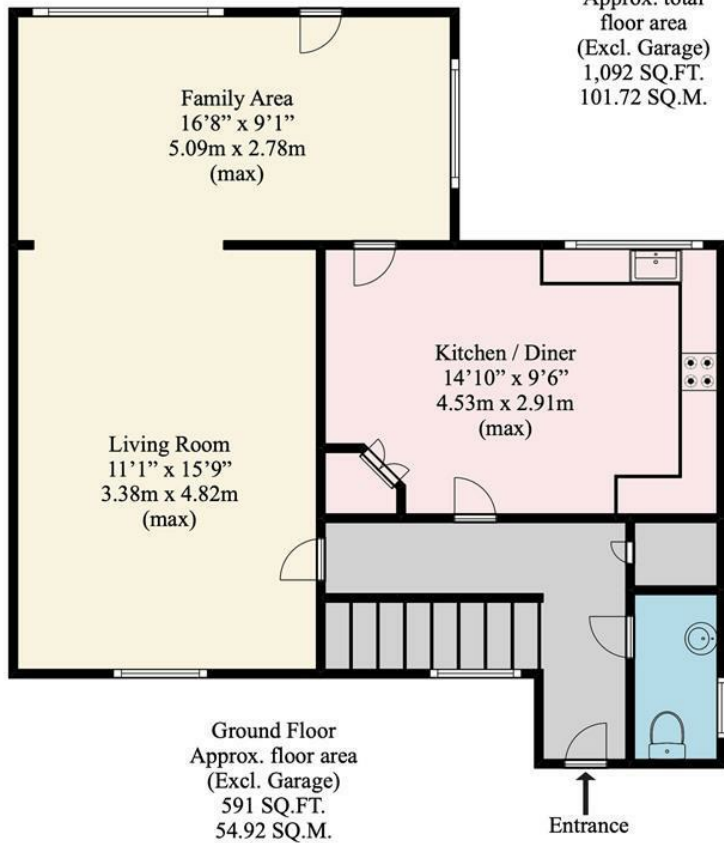 Approx. total
floor area
(Excl. Garage)
1,092 SQ.FT.
101.72 SQ.M.
Family Area
16’8” x 9’1”
5.09m x 2.78m
(max)
Kitchen / Diner
14’10” x 9’6”
4.53m x 2.91m
(max)
Living Room
11’1” x 15’9”
3.38m x 4.82m
(max)
Ground Floor
Approx. floor area
(Excl. Garage)
591 SQ.FT.
54.92 SQ.M.
Entrance